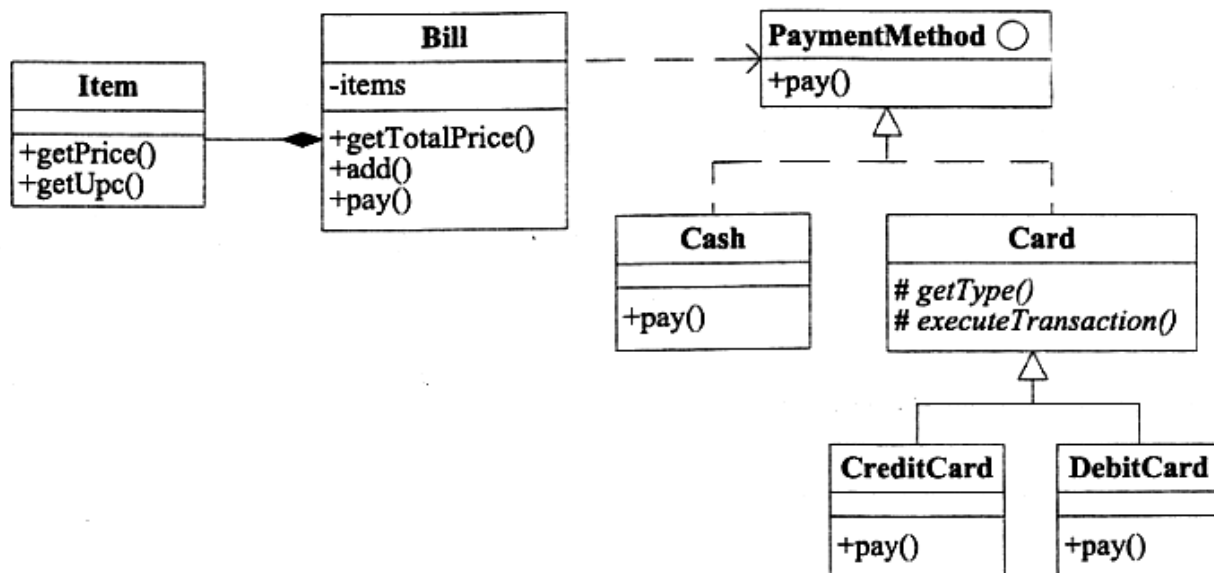 Item
+getPrice()
+getUpc()
Bill
-items
+getTotalPrice()
+add()
+pay()
PaymentMethod
+pay()
Cash
+pay()
Card
# getType()
# executeTransaction()
CreditCard
+pay()
DebitCard
+pay()